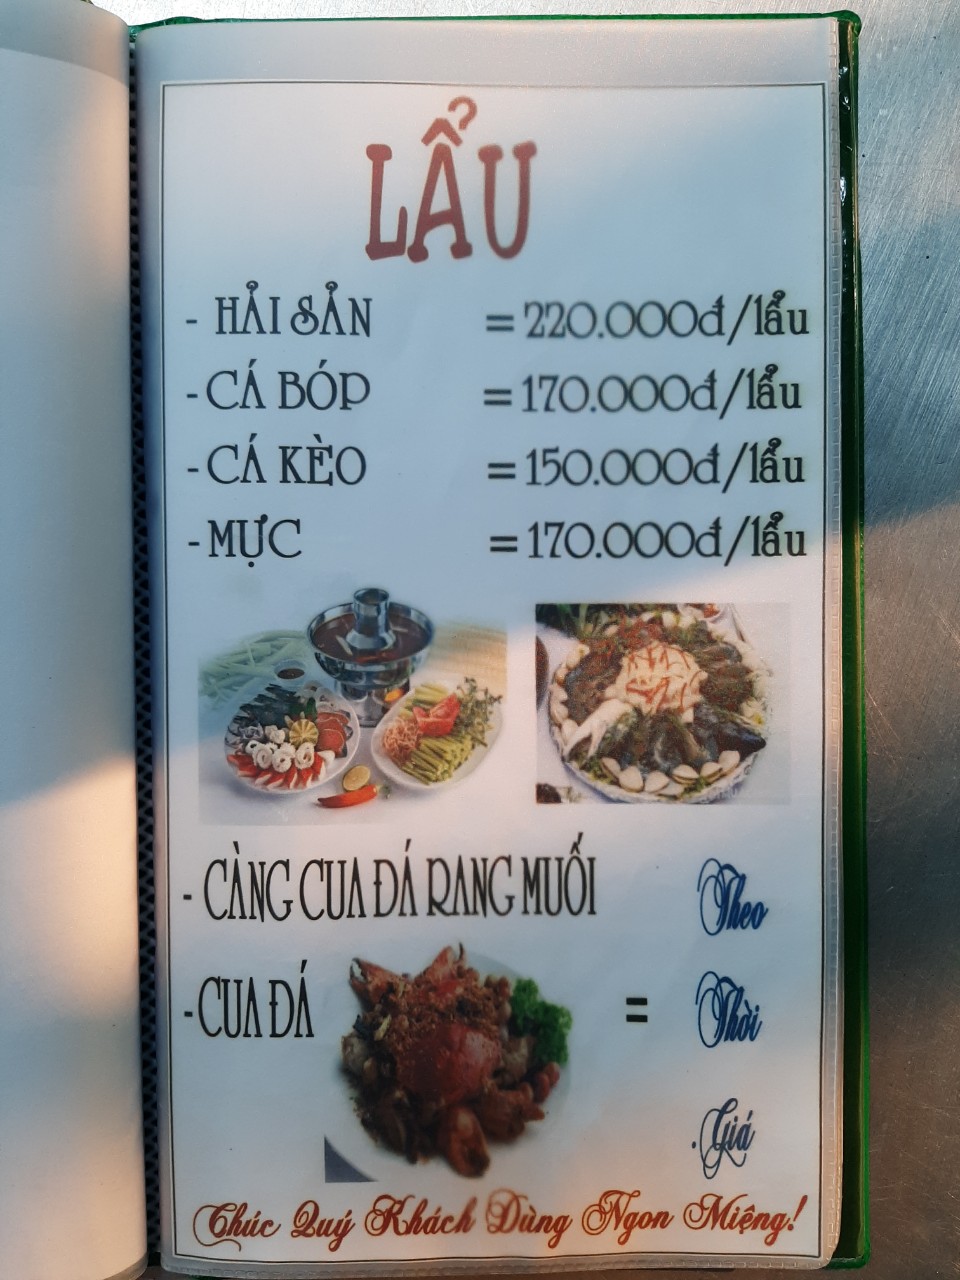 LẨU
- HẢI SẢN = 220.000đ/lẩu
- CÁ BÓP = 170.000đ/lẩu
- CÁ KÈO = 150.000đ/lẩu
- MỰC = 170.000đ/lẩu
- CÀNG CUA ĐÁ RANG MUỐI
- CUA ĐÁ =
Theo
Thời
Giá
Chúc Quý Khách Dùng Ngon Miệng!